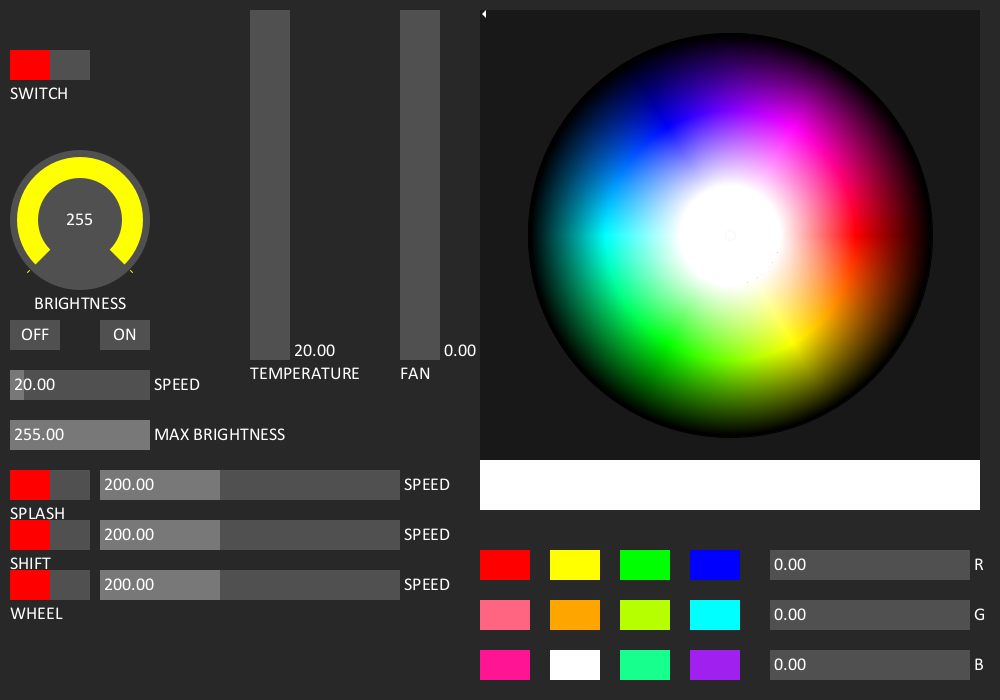 SWITCH
255
BRIGHTNESS
OFF ON
20.00 SPEED
255.00 MAX BRIGHTNESS
200.00 SPEED
SPLASH
200.00 SPEED
SHIFT
200.00 SPEED
WHEEL
20.00
TEMPERATURE
0.00
FAN
0.00 R
0.00 G
0.00 B